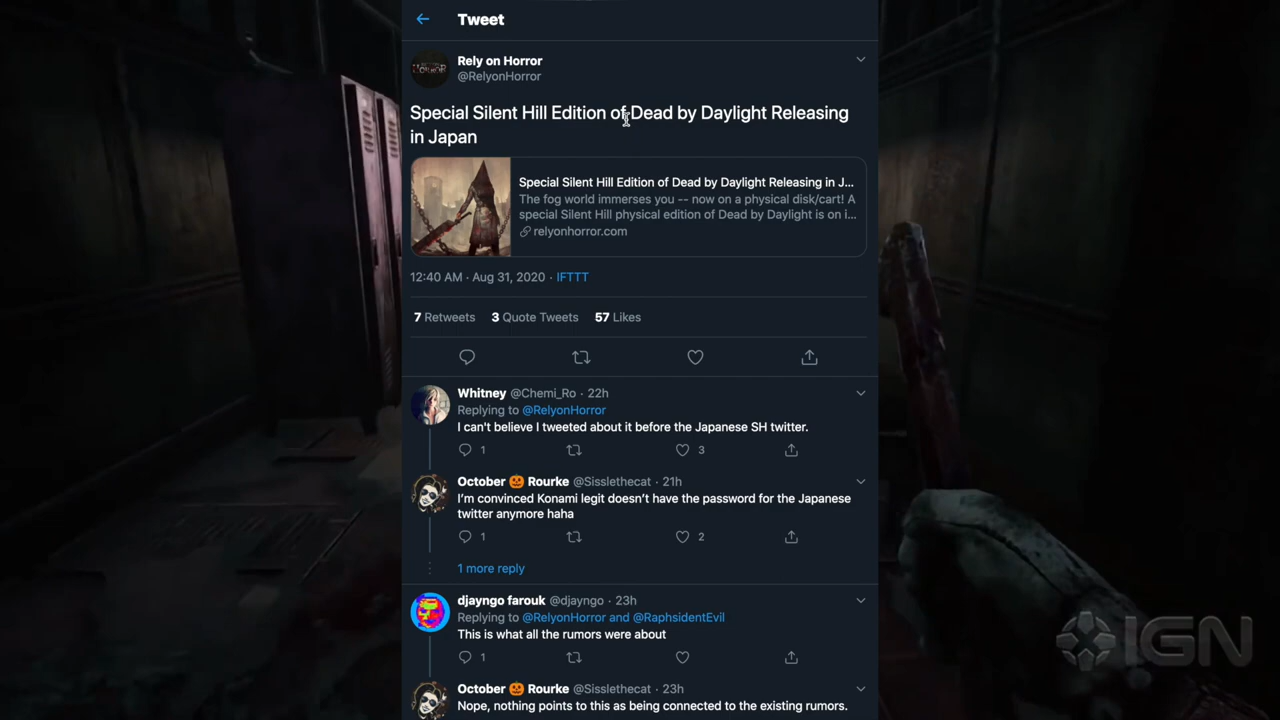 Tweet
Rely on Horror
@RelyonHorror
Special Silent Hill Edition of Dead by Daylight Releasing
in Japan
Special Silent Hill Edition of Dead by Daylight Releasing in J...
The fog world immerses you -- now on a physical disk/cart! A
special Silent Hill physical edition of Dead by Daylight is on i...
relyonhorror.com
12:40 AM · Aug 31, 2020 · IFTTT
7 Retweets 3 Quote Tweets 57 Likes
Whitney @Chemi_Ro · 22h
Replying to @RelyonHorror
I can't believe I tweeted about it before the Japanese SH twitter.
1 3
October 🎃 Rourke @Sisslethecat · 21h
I'm convinced Konami legit doesn't have the password for the Japanese
twitter anymore haha
1 2
1 more reply
djayngo farouk @djayngo · 23h
Replying to @RelyonHorror and @RaphsidentEvil
This is what all the rumors were about
1
October 🎃 Rourke @Sisslethecat · 23h
Nope, nothing points to this as being connected to the existing rumors.
IGN